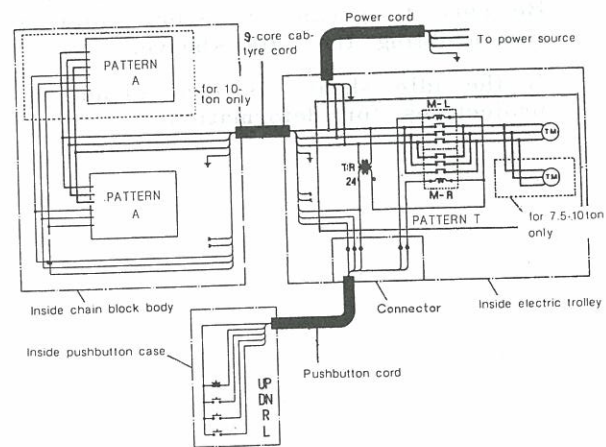 Power cord
9-core cab-
tyre cord
To power source
PATTERN
A
for 10-
ton only
M-L
TM
T R
24
TM
M-R
PATTERN
A
PATTERN T
for 7.5·10ton
only
Inside chain block body
Connector
Inside electric trolley
Inside pushbutton case
Pushbutton cord
UP
DN
R
L